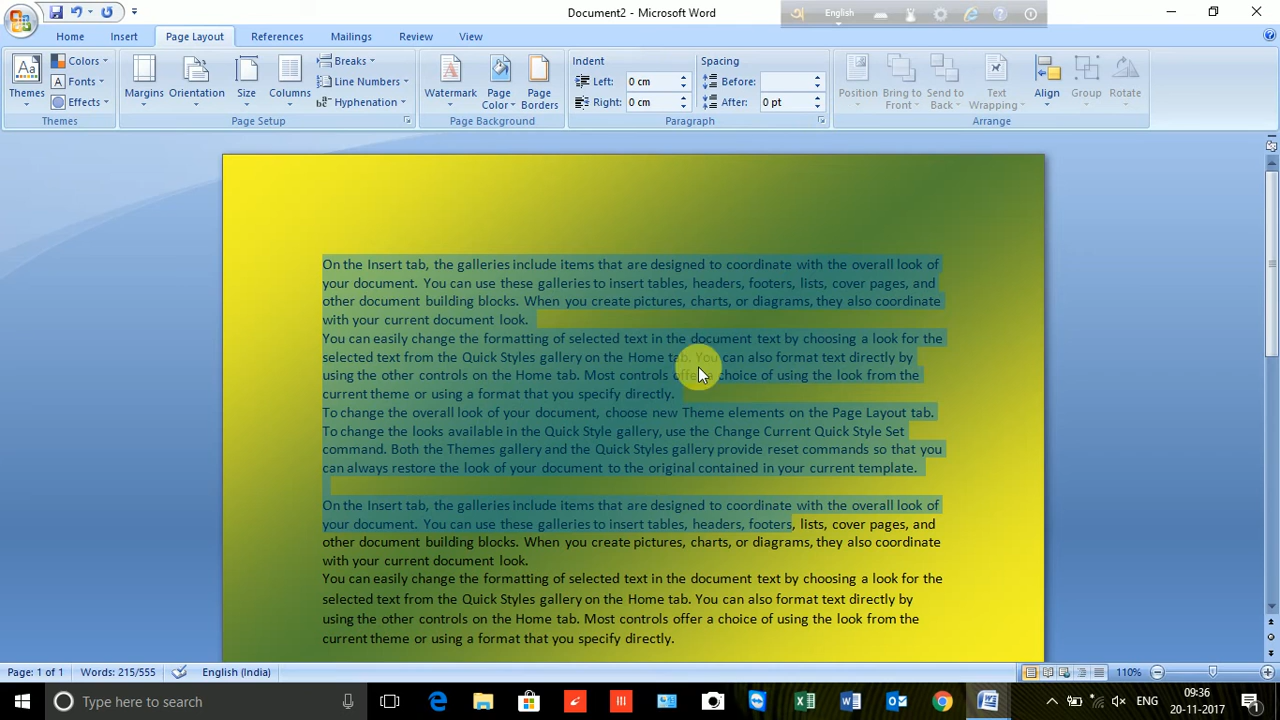 Document2 - Microsoft Word
English
Home Insert Page Layout References Mailings Review View
Themes
Colors
Fonts
Effects
Themes
Margins
Orientation
Size
Columns
Breaks
Line Numbers
Hyphenation
Page Setup
Watermark
Page Color
Page Borders
Page Background
Indent
Left: 0 cm
Right: 0 cm
Spacing
Before:
After: 0 pt
Paragraph
Position
Bring to Front
Send to Back
Text Wrapping
Align
Group
Rotate
Arrange
On the Insert tab, the galleries include items that are designed to coordinate with the overall look of
your document. You can use these galleries to insert tables, headers, footers, lists, cover pages, and
other document building blocks. When you create pictures, charts, or diagrams, they also coordinate
with your current document look.
You can easily change the formatting of selected text in the document text by choosing a look for the
selected text from the Quick Styles gallery on the Home tab. You can also format text directly by
using the other controls on the Home tab. Most controls offer a choice of using the look from the
current theme or using a format that you specify directly.
To change the overall look of your document, choose new Theme elements on the Page Layout tab.
To change the looks available in the Quick Style gallery, use the Change Current Quick Style Set
command. Both the Themes gallery and the Quick Styles gallery provide reset commands so that you
can always restore the look of your document to the original contained in your current template.
On the Insert tab, the galleries include items that are designed to coordinate with the overall look of
your document. You can use these galleries to insert tables, headers, footers, lists, cover pages, and
other document building blocks. When you create pictures, charts, or diagrams, they also coordinate
with your current document look.
You can easily change the formatting of selected text in the document text by choosing a look for the
selected text from the Quick Styles gallery on the Home tab. You can also format text directly by
using the other controls on the Home tab. Most controls offer a choice of using the look from the
current theme or using a format that you specify directly.
Page: 1 of 1 Words: 215/555 English (India) 110%
Type here to search
ENG
09:36
20-11-2017